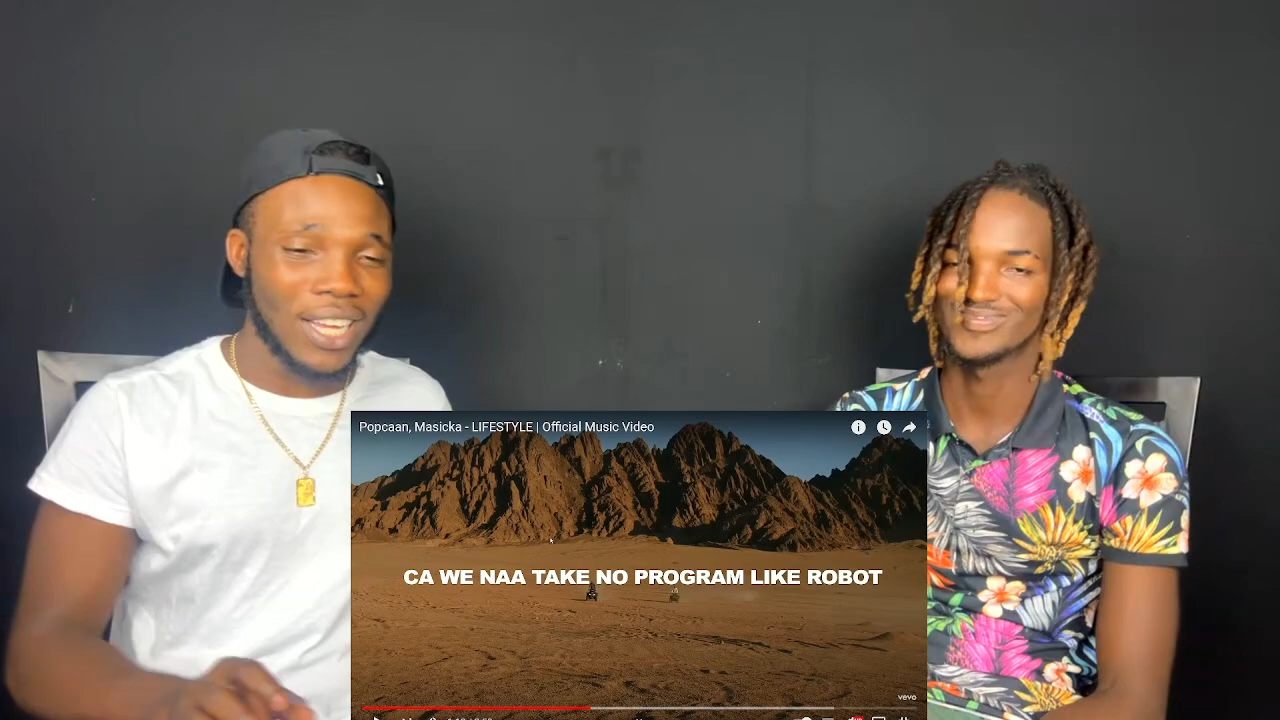 Popcaan, Masicka - LIFESTYLE | Official Music Video
CA WE NAA TAKE NO PROGRAM LIKE ROBOT
vevo